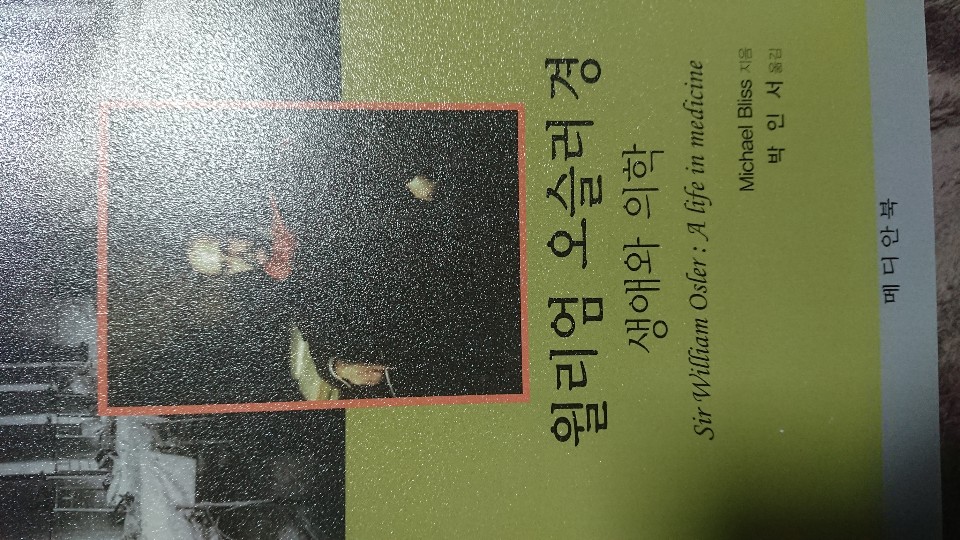 윌리엄 오슬러 경
생애와 의학
Sir William Osler : A life in medicine
Michael Bliss 지음
박 인 서 옮김
메디안북